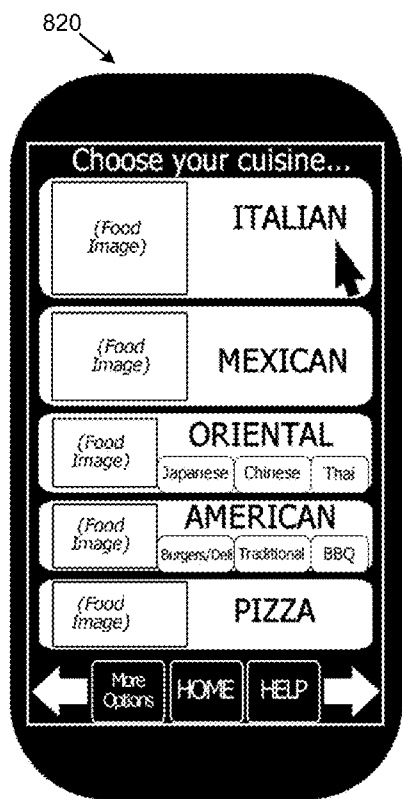 820
Choose your cuisine...
(Food
Image)
ITALIAN
(Food
Image)
MEXICAN
(Food
Image)
ORIENTAL
Japanese Chinese Thai
(Food
Image)
AMERICAN
Burgers/Deli Traditional BBQ
(Food
Image)
PIZZA
More
Options
HOME
HELP